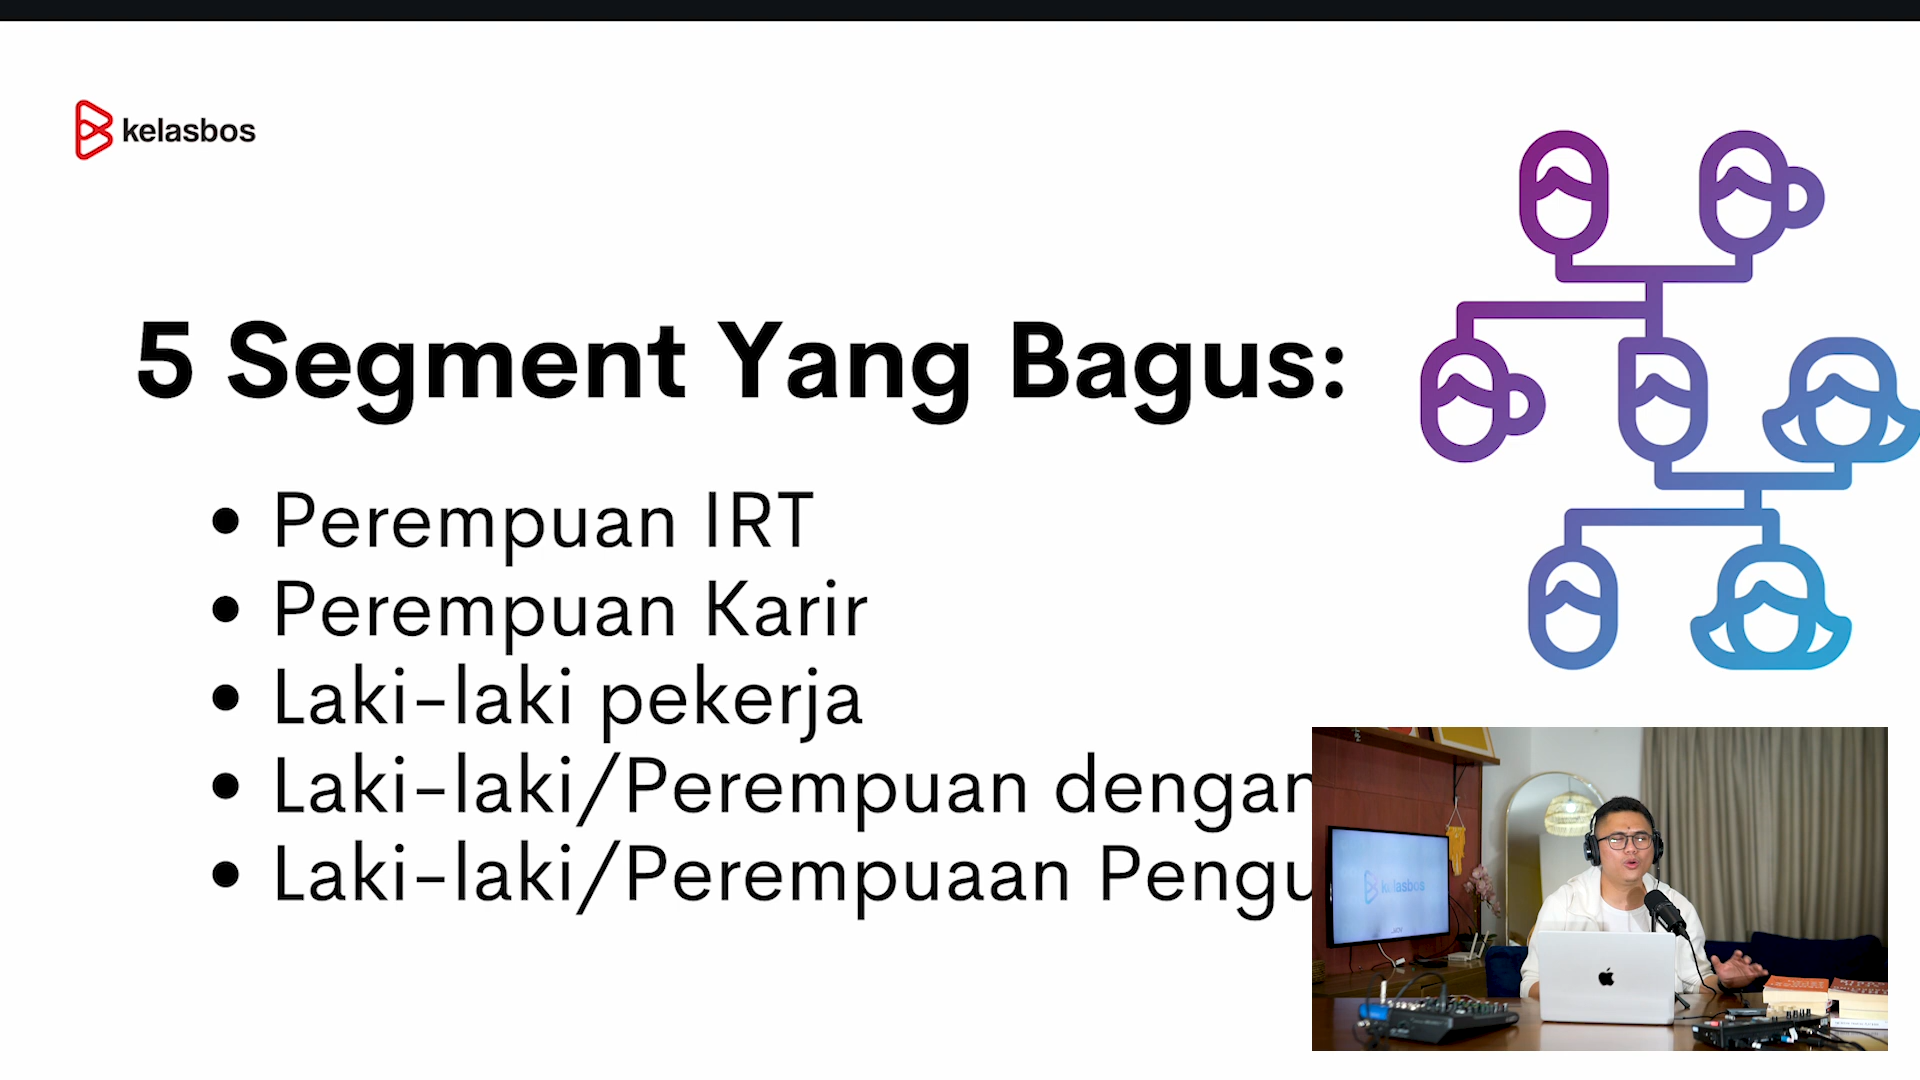 kelasbos
5 Segment Yang Bagus:
• Perempuan IRT
• Perempuan Karir
• Laki-laki pekerja
• Laki-laki/Perempuan dengan
• Laki-laki/Perempuaan Pengu
kelasbos